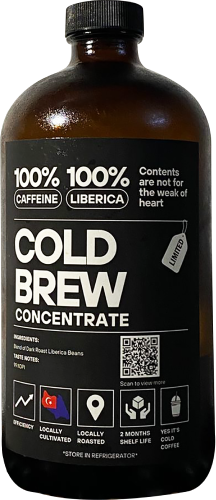 100% 100%
CAFFEINE LIBERICA
Contents
are not for
the weak of
heart
LIMITED
COLD
BREW
CONCENTRATE
INGREDIENTS:
Blend of Dark Roast Liberica Beans
TASTE NOTES:
Scan to view more
EFFICIENCY
LOCALLY
CULTIVATED
LOCALLY
ROASTED
2 MONTHS
SHELF LIFE
YES IT'S
COLD
COFFEE
*STORE IN REFRIGERATOR*